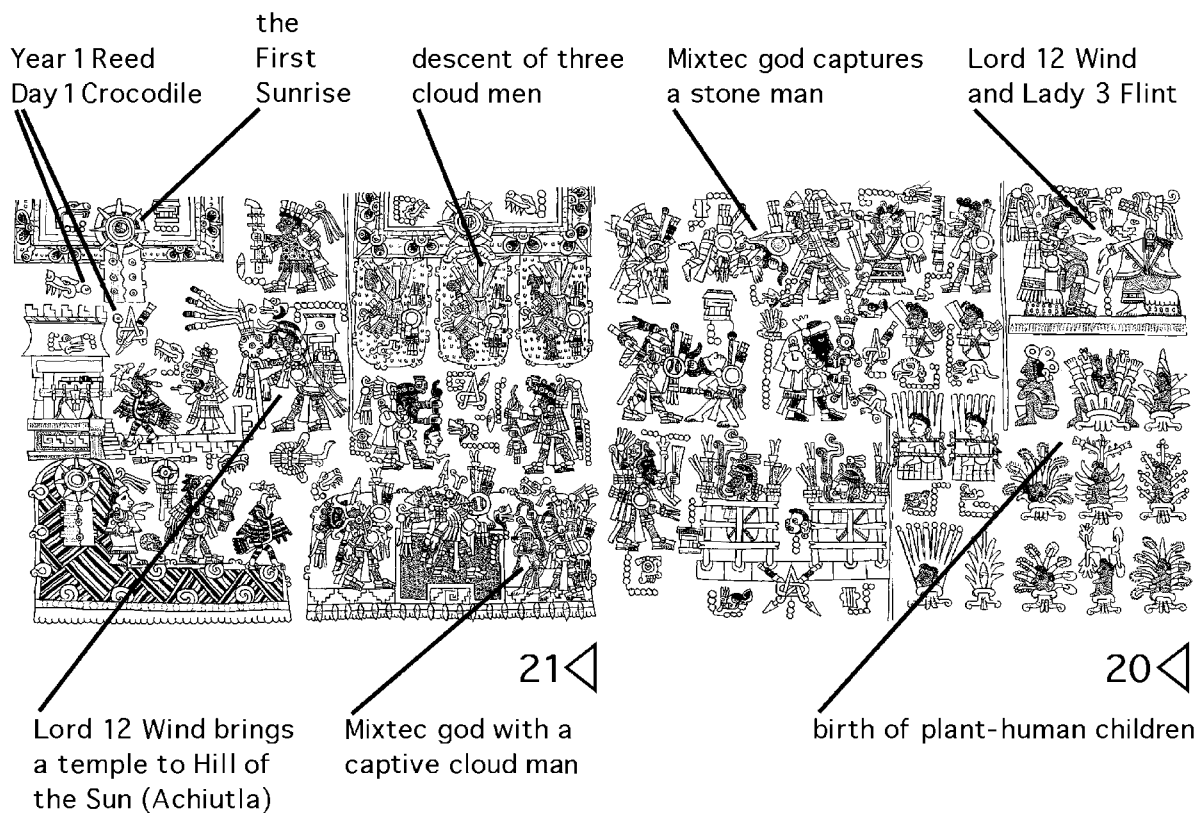 Year 1 Reed
Day 1 Crocodile
the
First
Sunrise
descent of three
cloud men
Mixtec god captures
a stone man
Lord 12 Wind
and Lady 3 Flint
21
20
Lord 12 Wind brings
a temple to Hill of
the Sun (Achiutla)
Mixtec god with a
captive cloud man
birth of plant-human children